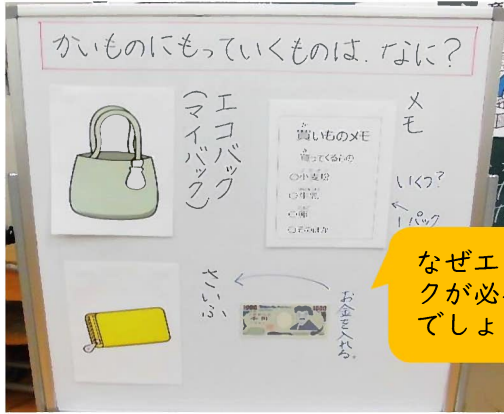 かいものにもっていくものは、なに?
エコバック
(マイバック)
メモ
買いものメモ
買ってくるもの
○小麦粉
○牛乳
○卵
いくつ?
←
1パック
さいふ
お金を入れる。
1000
1000
なぜエ
クが必
でしょ